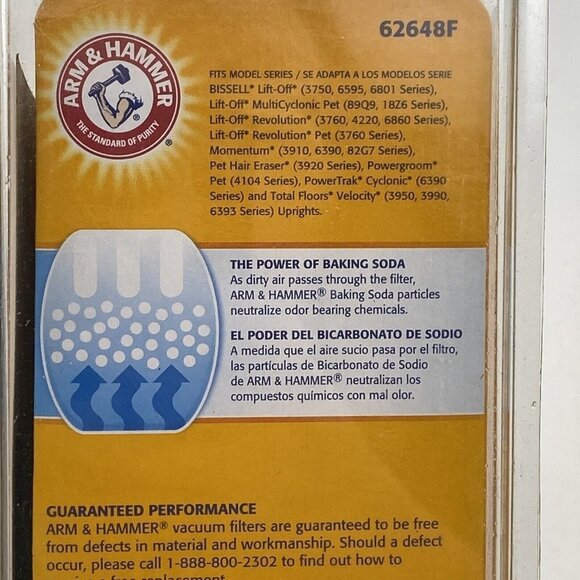 62648F
ARM & HAMMER
THE STANDARD OF PURITY
FITS MODEL SERIES / SE ADAPTA A LOS MODELOS SERIE
BISSELL® Lift-Off® (3750, 6595, 6801 Series),
Lift-Off® MultiCyclonic Pet (89Q9, 18Z6 Series),
Lift-Off® Revolution® (3760, 4220, 6860 Series),
Lift-Off® Revolution® Pet (3760 Series),
Momentum® (3910, 6390, 82G7 Series),
Pet Hair Eraser® (3920 Series), Powergroom®
Pet (4104 Series), PowerTrak® Cyclonic® (6390
Series) and Total Floors® Velocity® (3950, 3990,
6393 Series) Uprights.
THE POWER OF BAKING SODA
As dirty air passes through the filter,
ARM & HAMMER® Baking Soda particles
neutralize odor bearing chemicals.
EL PODER DEL BICARBONATO DE SODIO
A medida que el aire sucio pasa por el filtro,
las partículas de Bicarbonato de Sodio
de ARM & HAMMER® neutralizan los
compuestos químicos con mal olor.
GUARANTEED PERFORMANCE
ARM & HAMMER® vacuum filters are guaranteed to be free
from defects in material and workmanship. Should a defect
occur, please call 1-888-800-2302 to find out how to
free replacement